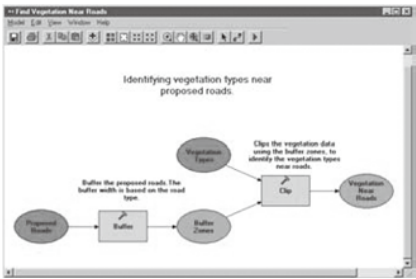 Find Vegetation Near Roads
Model Edit View Window Help
Identifying vegetation types near
proposed roads.
Vegetation
Types
Clips the vegetation data
using the buffer zones, to
identify the vegetation types
near roads.
Clip
Vegetation
Near
Roads
Buffer the proposed roads. The
buffer width is based on the road
type.
Proposed
Roads
Buffer
Buffer
Zones